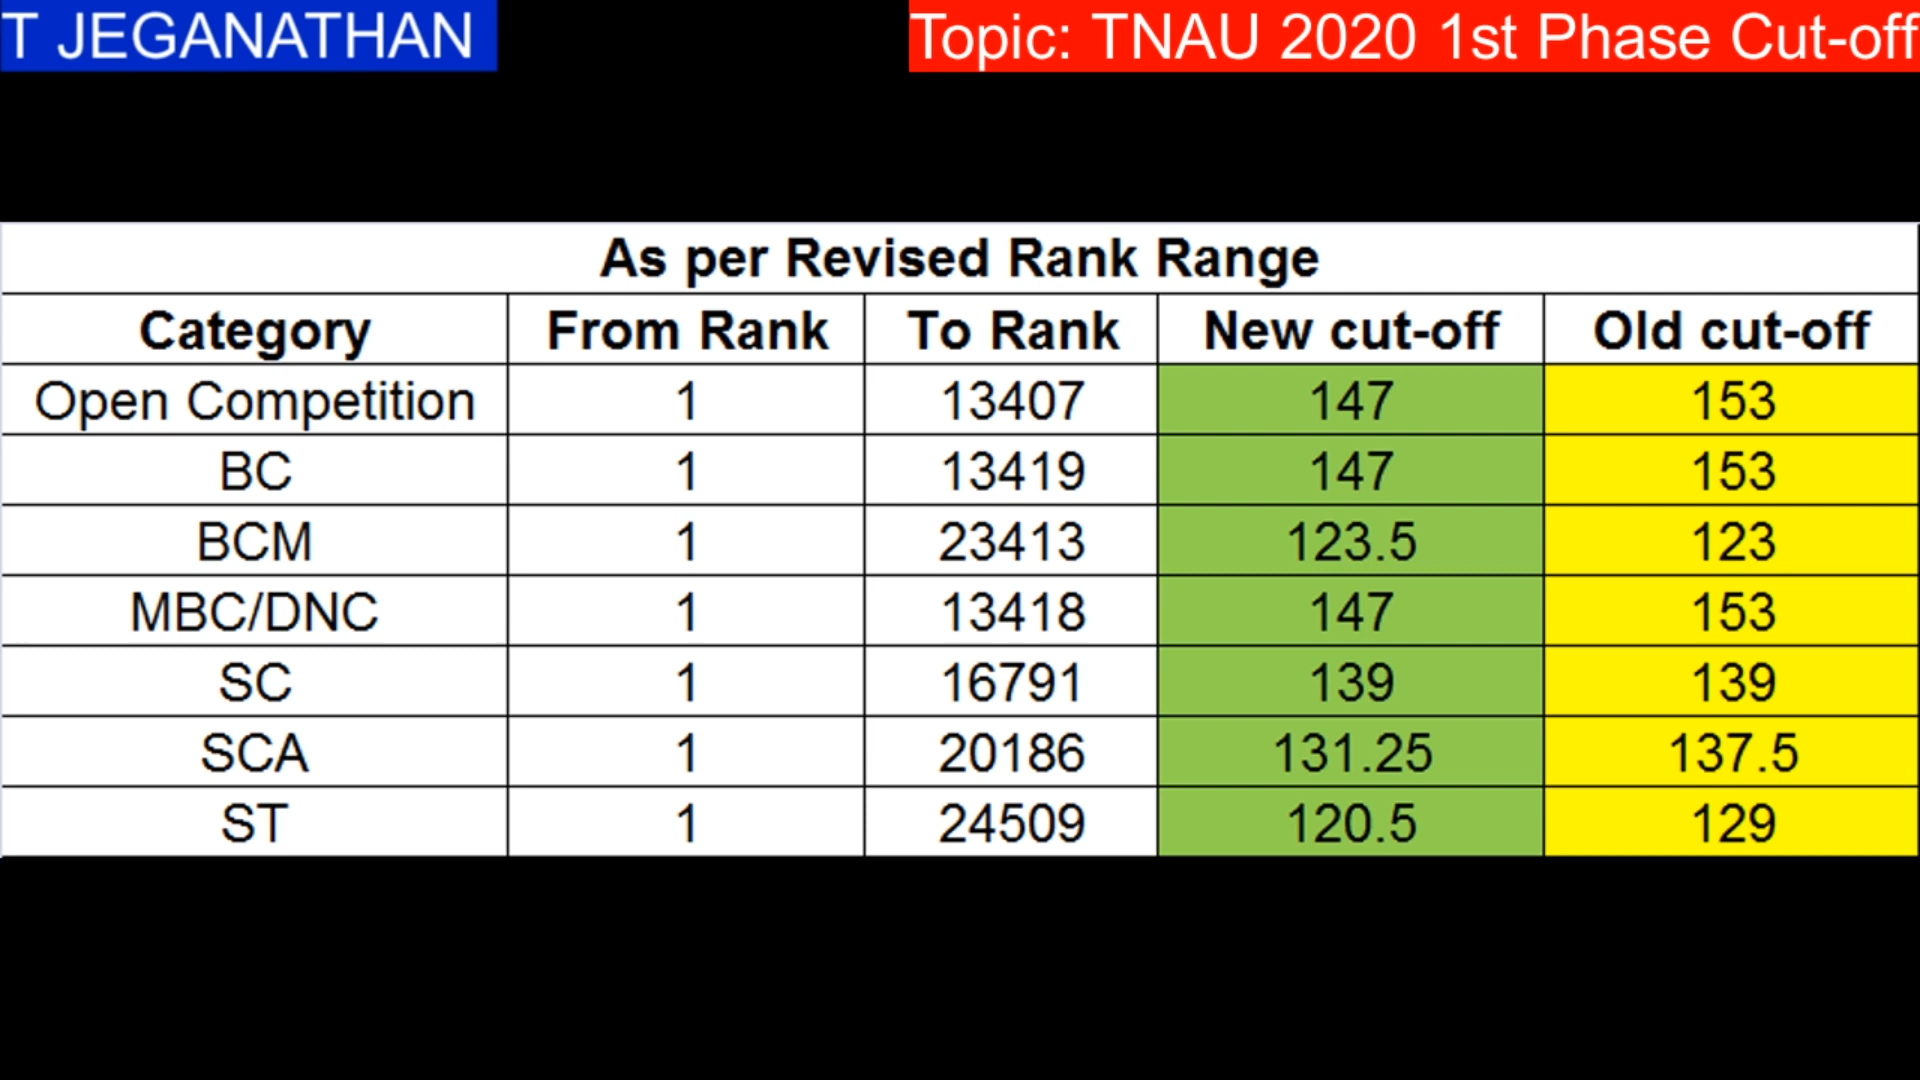 T JEGANATHAN
Topic: TNAU 2020 1st Phase Cut-off
As per Revised Rank Range
Category From Rank To Rank New cut-off Old cut-off
Open Competition 1 13407 147 153
BC 1 13419 147 153
BCM 1 23413 123.5 123
MBC/DNC 1 13418 147 153
SC 1 16791 139 139
SCA 1 20186 131.25 137.5
ST 1 24509 120.5 129